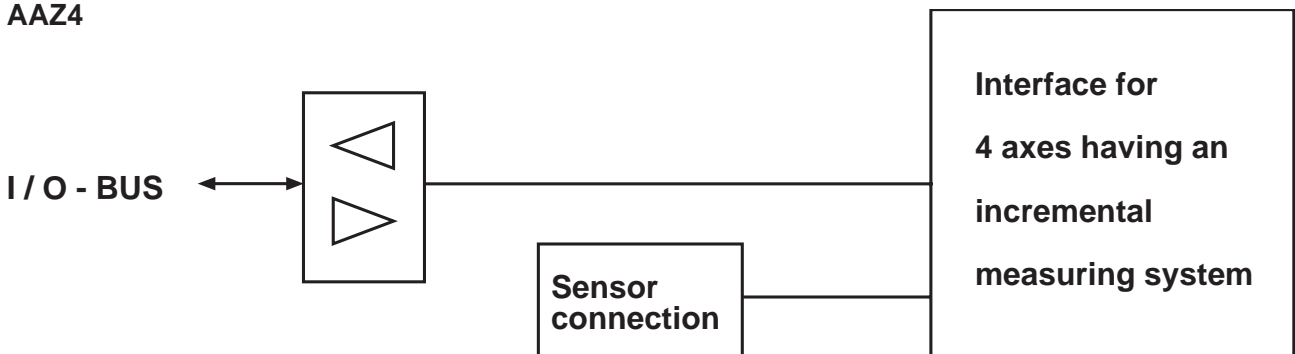 AAZ4
I / O - BUS
Sensor
connection
Interface for
4 axes having an
incremental
measuring system